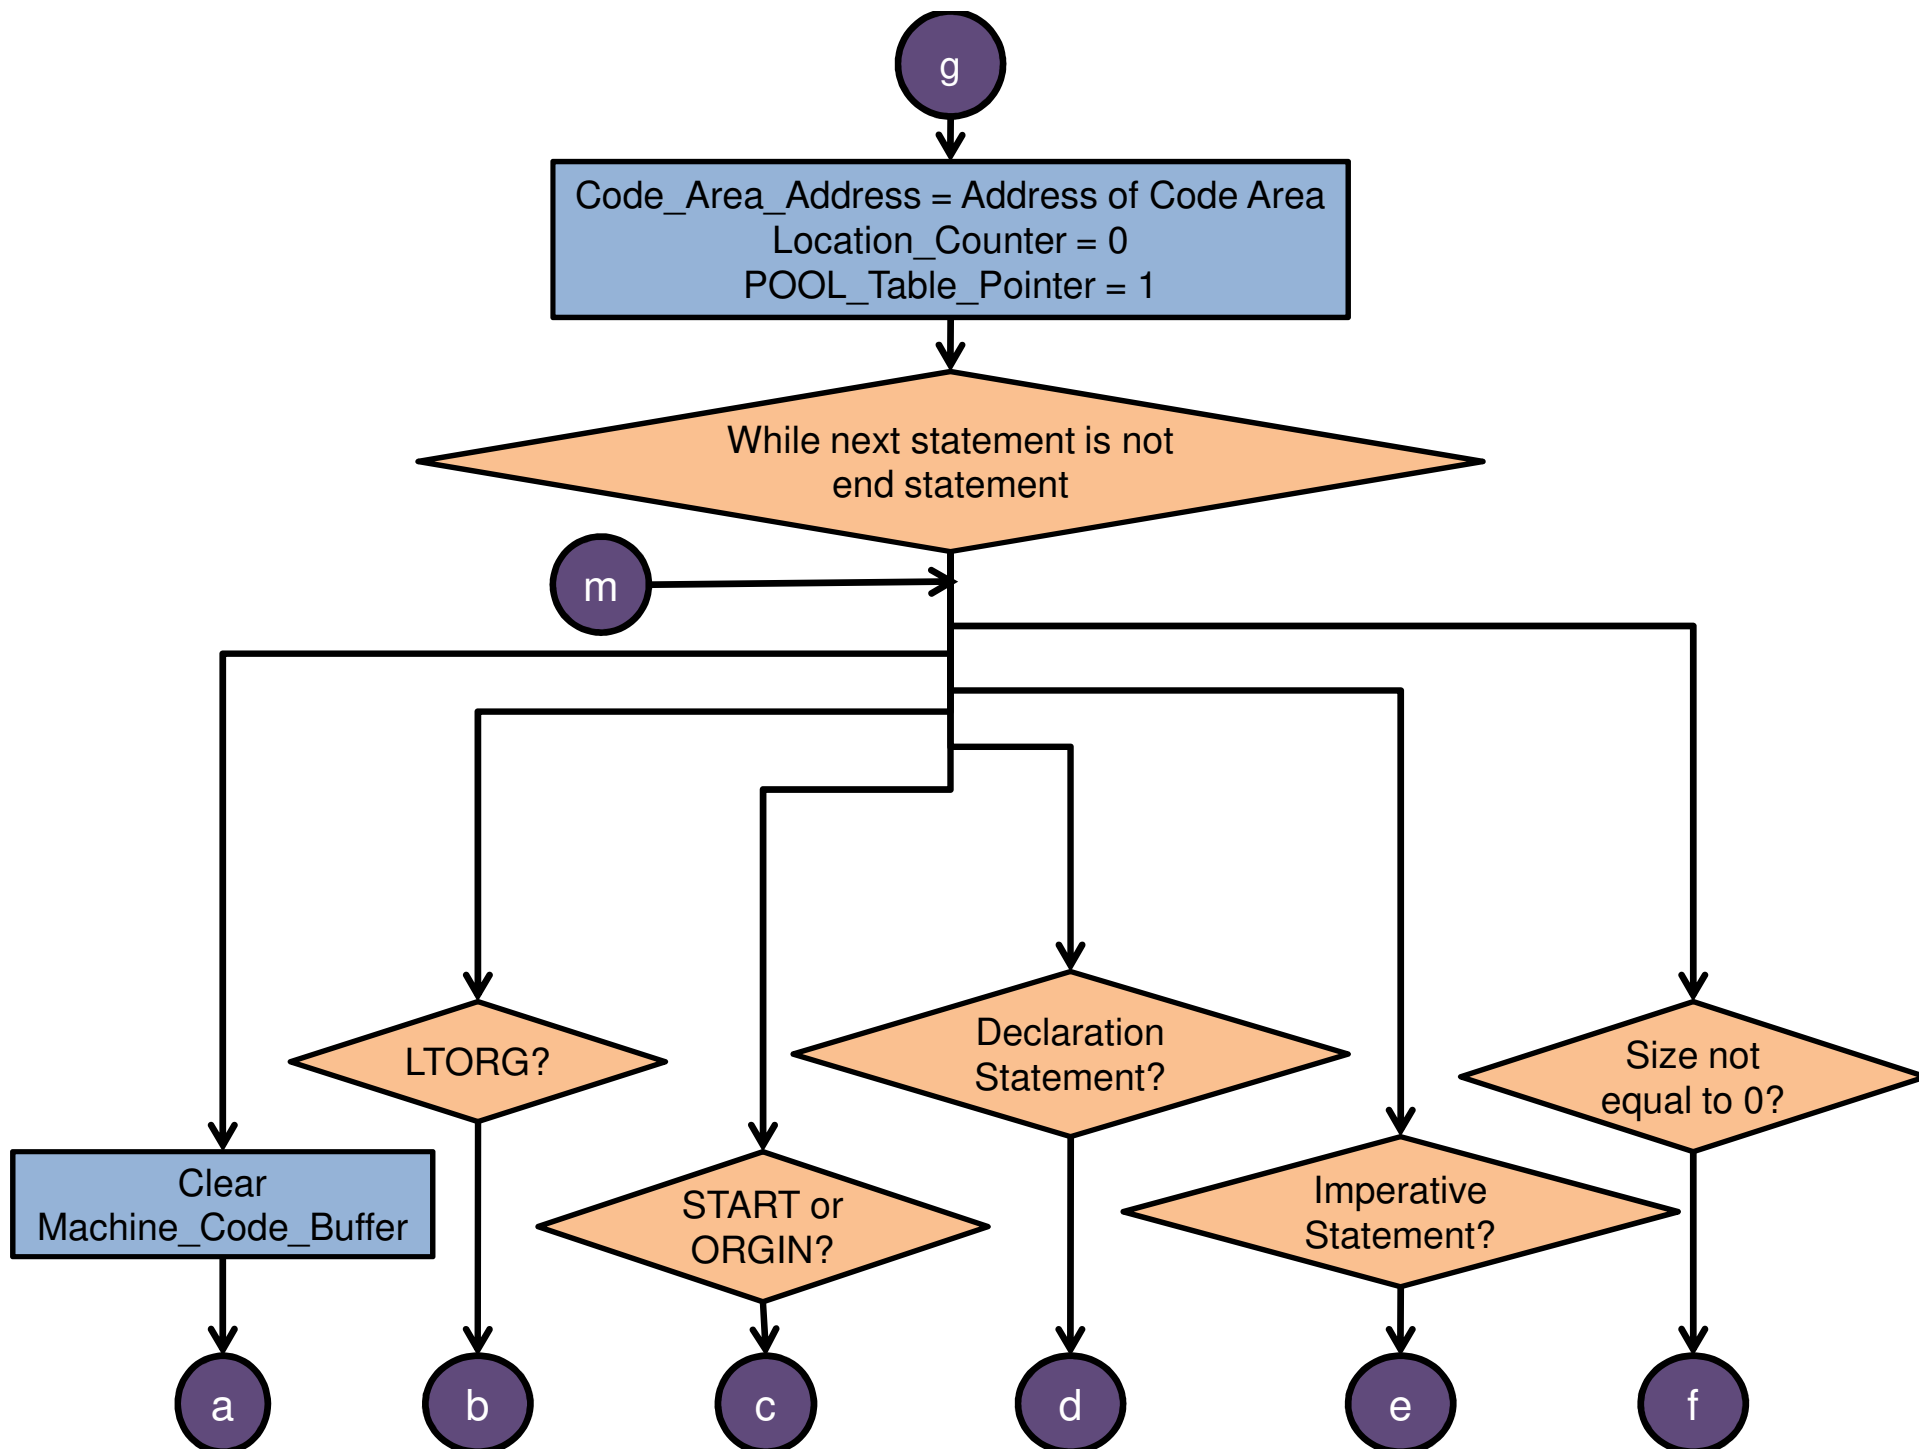 g
Code_Area_Address = Address of Code Area
Location_Counter = 0
POOL_Table_Pointer = 1
While next statement is not
end statement
m
LTORG?
Declaration
Statement?
Size not
equal to 0?
Clear
Machine_Code_Buffer
START or
ORGIN?
Imperative
Statement?
a
b
c
d
e
f